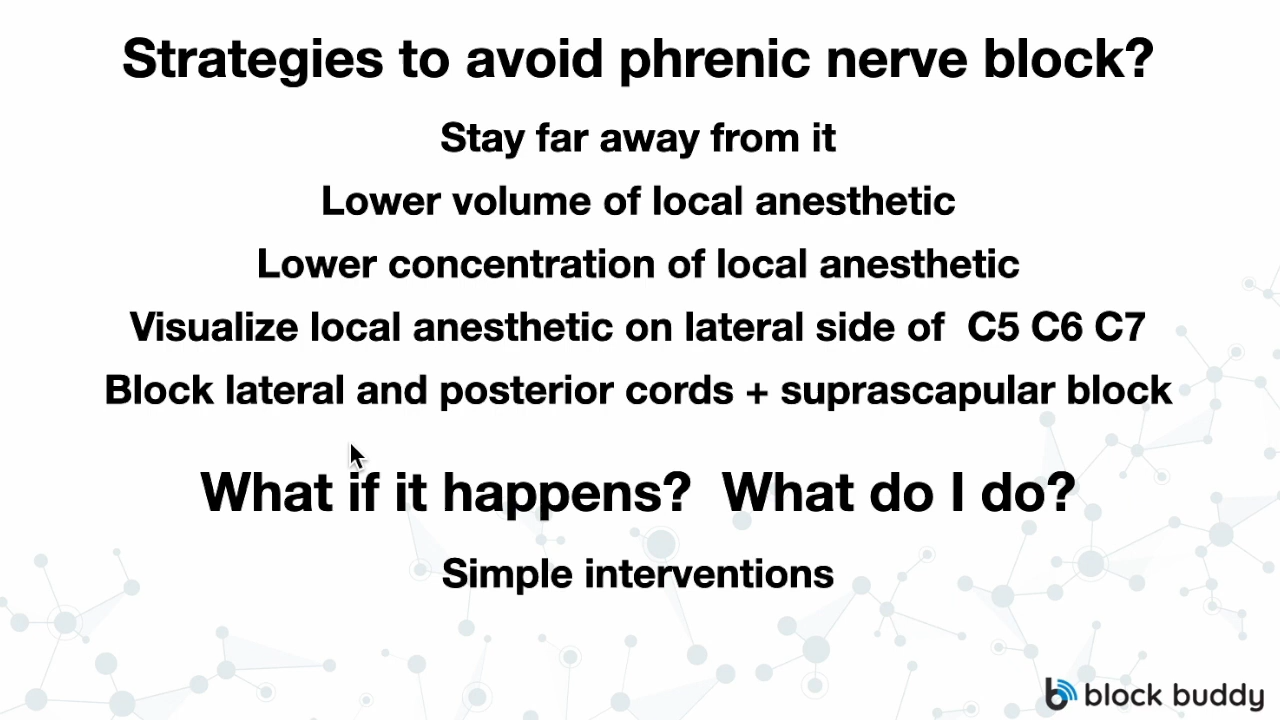 Strategies to avoid phrenic nerve block?
Stay far away from it
Lower volume of local anesthetic
Lower concentration of local anesthetic
Visualize local anesthetic on lateral side of  C5 C6 C7
Block lateral and posterior cords + suprascapular block
What if it happens?  What do I do?
Simple interventions
block buddy